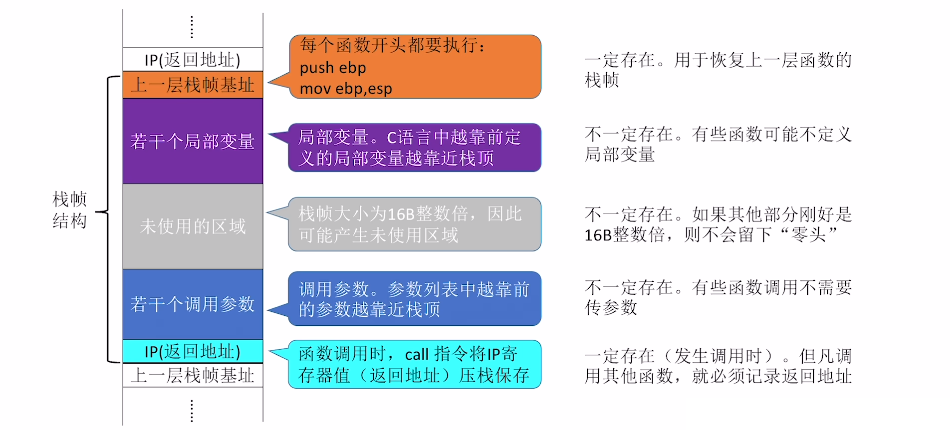 IP(返回地址)
上一层栈帧基址
若干个局部变量
未使用的区域
若干个调用参数
IP(返回地址)
上一层栈帧基址
栈帧
结构
每个函数开头都要执行：
push ebp
mov ebp,esp
局部变量。C语言中越靠前定
义的局部变量越靠近栈顶
栈帧大小为16B整数倍，因此
可能产生未使用区域
调用参数。参数列表中越靠前
的参数越靠近栈顶
函数调用时，call 指令将IP寄
存器值（返回地址）压栈保存
一定存在。用于恢复上一层函数的
栈帧
不一定存在。有些函数可能不定义
局部变量
不一定存在。如果其他部分刚好是
16B整数倍，则不会留下“零头”
不一定存在。有些函数调用不需要
传参数
一定存在（发生调用时）。但凡调
用其他函数，就必须记录返回地址